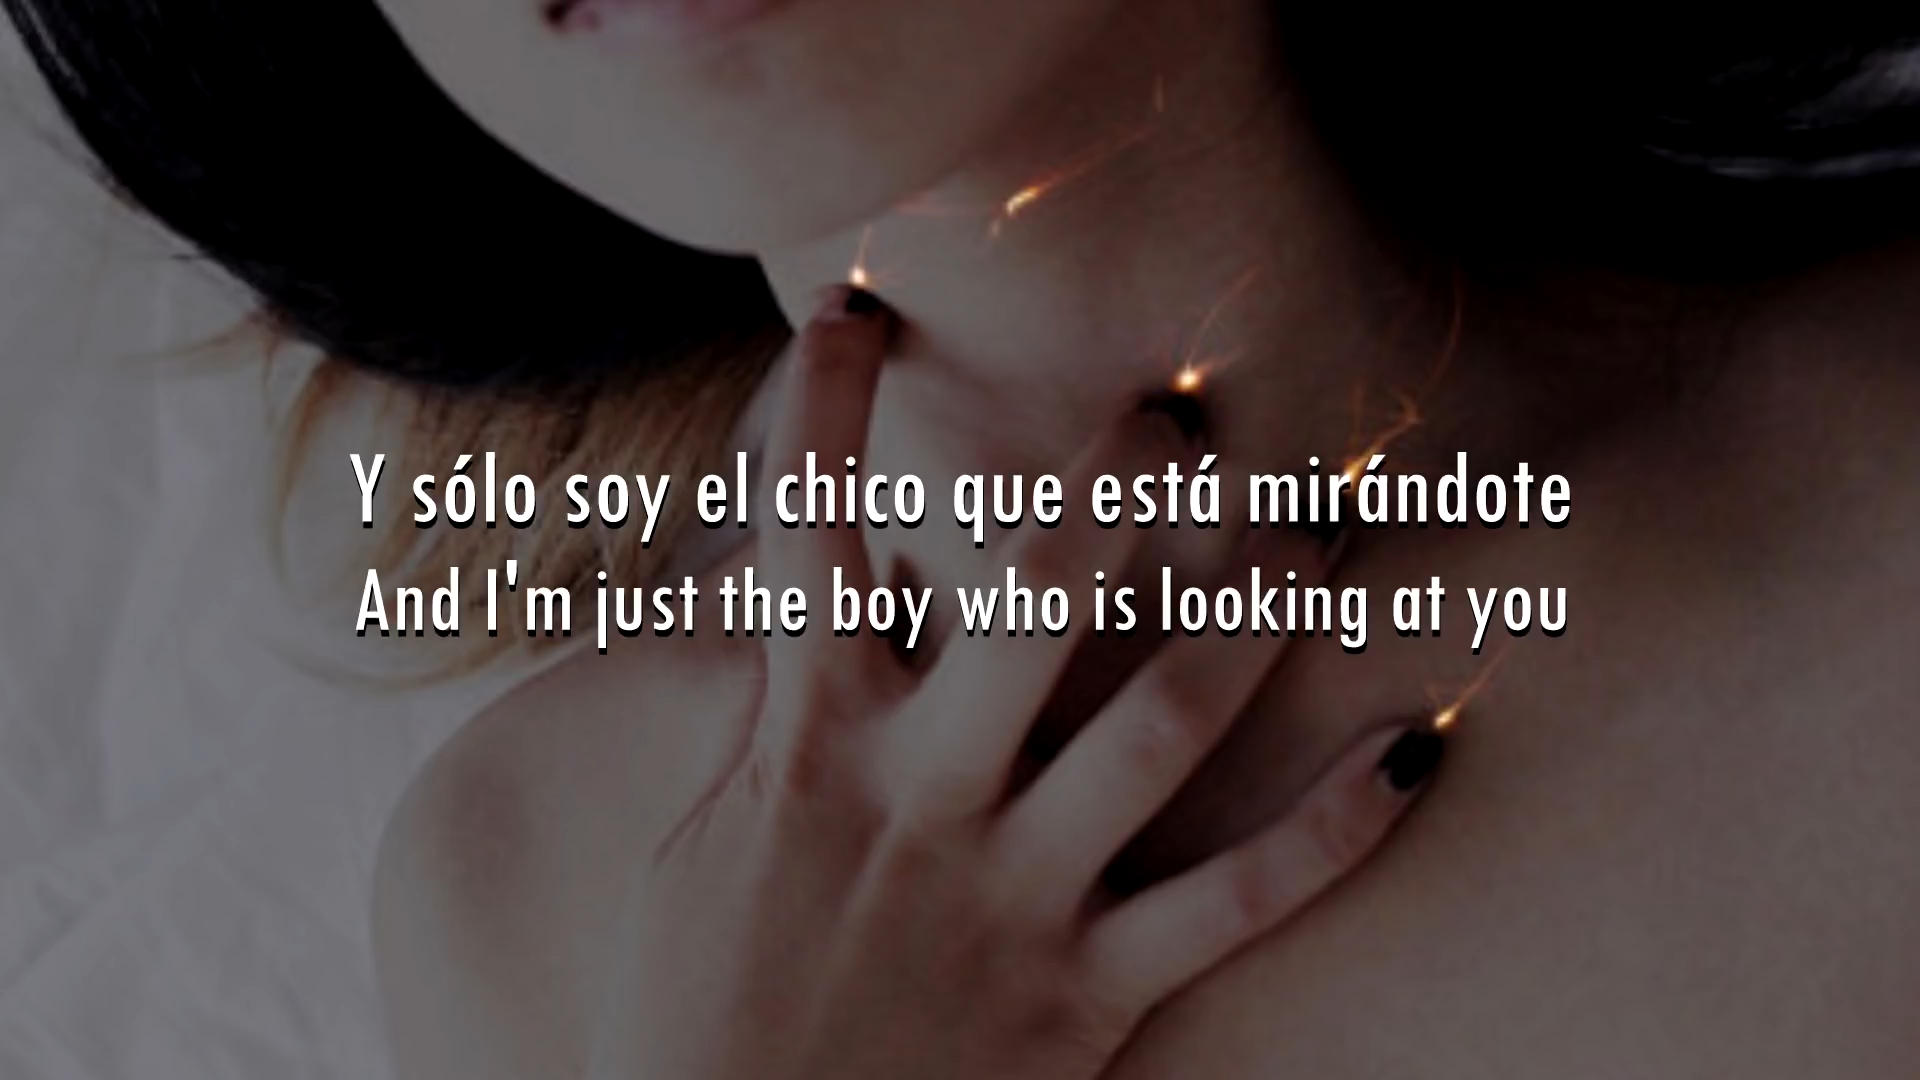 Y sólo soy el chico que está mirándote
And I'm just the boy who is looking at you